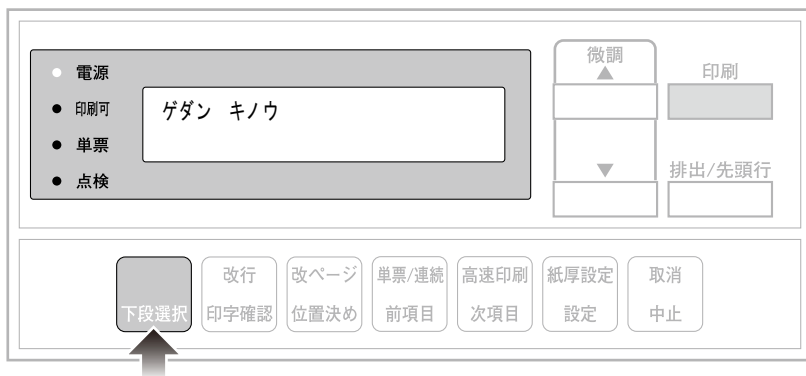 電源
印刷可
単票
点検
ゲダン キノウ
微調
▲
▼
印刷
排出/先頭行
下段選択
改行
印字確認
改ページ
位置決め
単票/連続
前項目
高速印刷
次項目
紙厚設定
設定
取消
中止